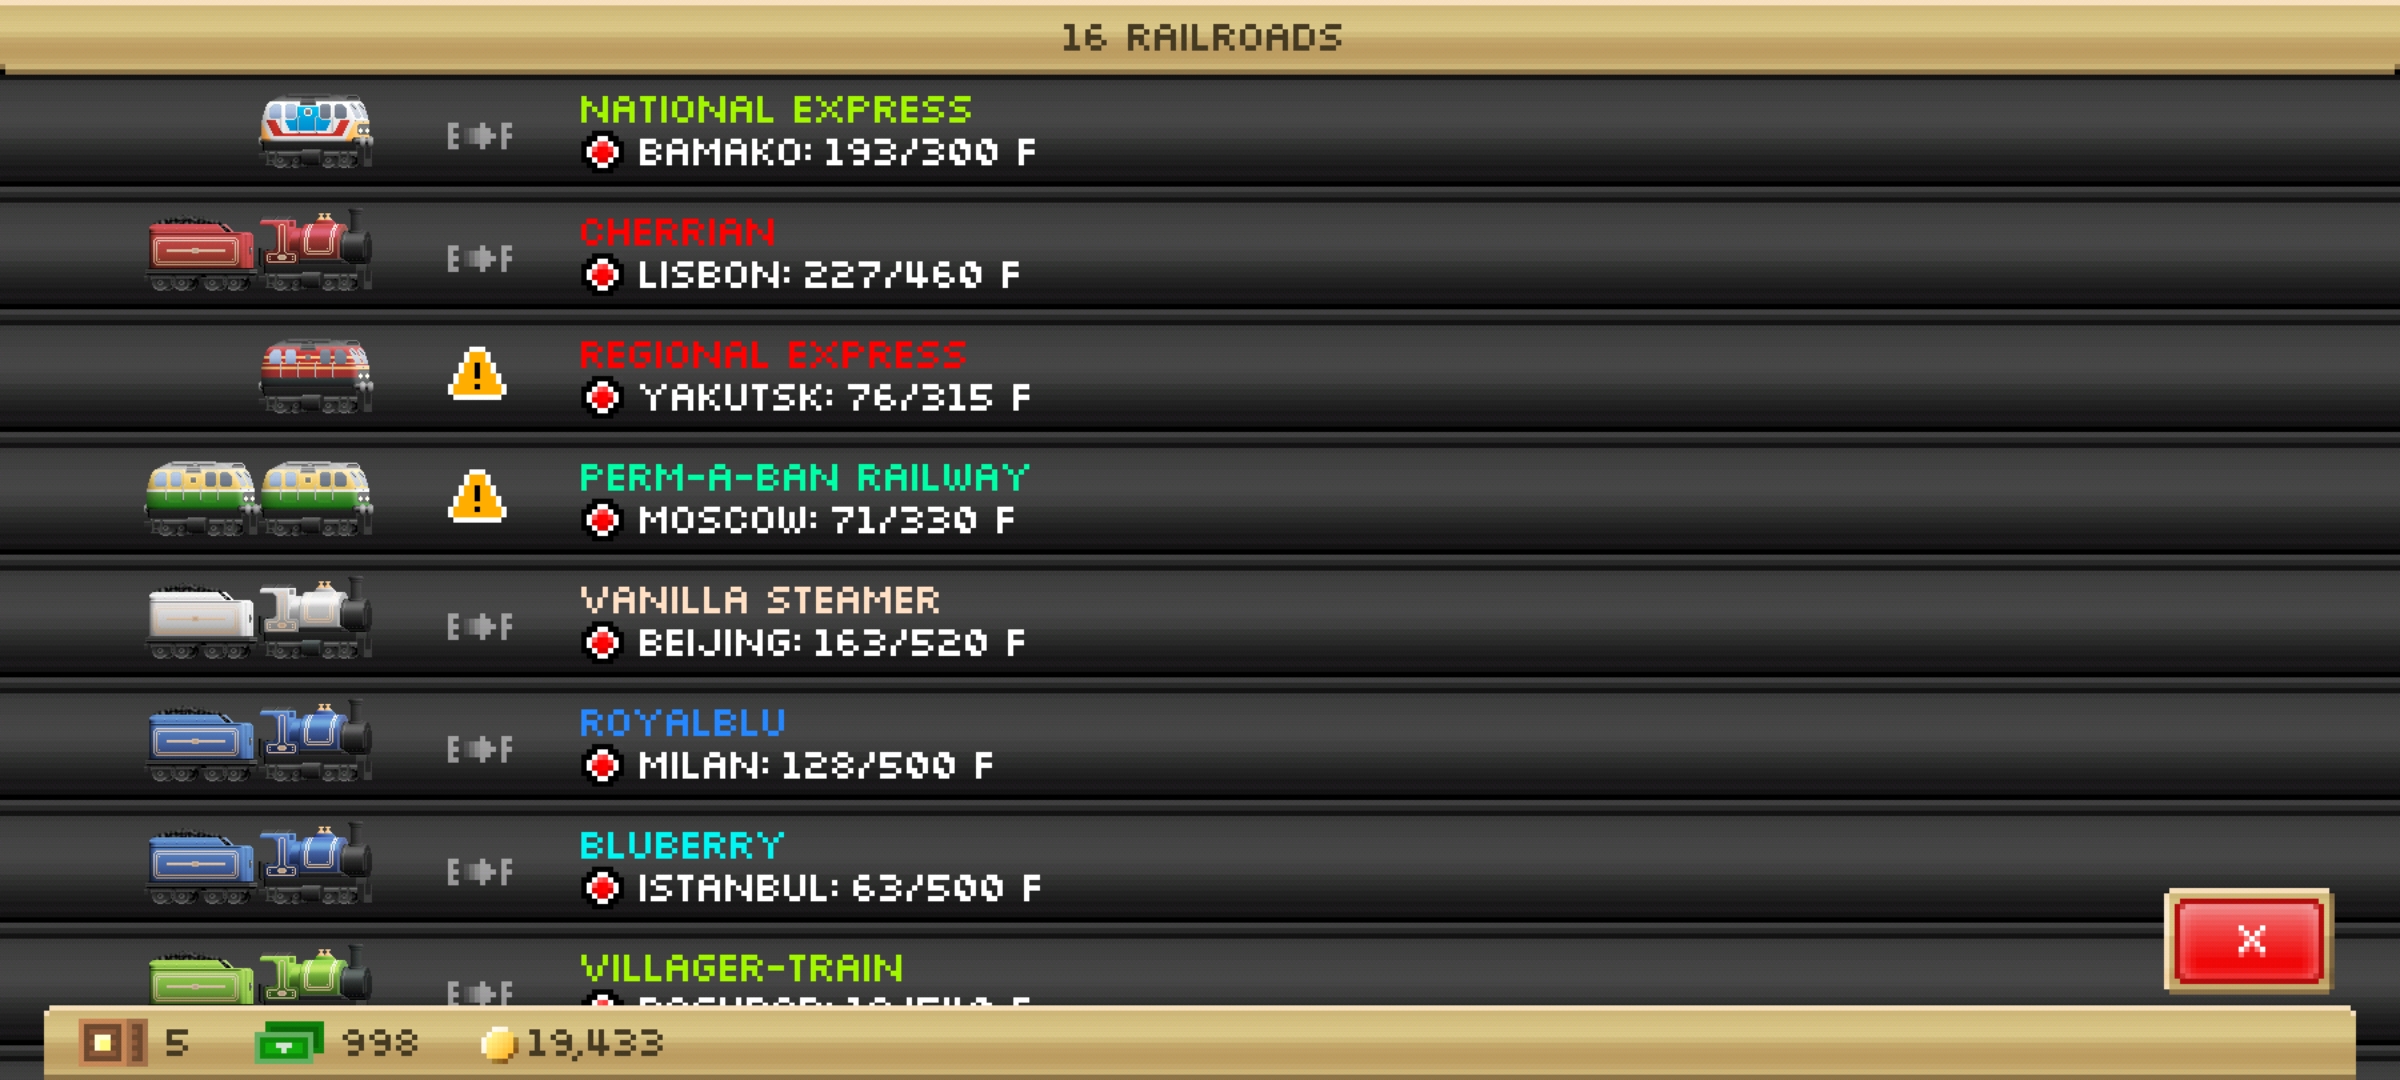 16 RAILROADS
NATIONAL EXPRESS
E F
BAMAKO: 193/300 F
CHERRIAN
E F
LISBON: 227/460 F
REGIONAL EXPRESS
YAKUTSK: 76/315 F
PERM-A-BAN RAILWAY
MOSCOW: 71/330 F
VANILLA STEAMER
E F
BEIJING: 163/520 F
ROYALBLU
E F
MILAN: 128/500 F
BLUBERRY
E F
ISTANBUL: 63/500 F
VILLAGER-TRAIN
E F
X
5 998 19,433